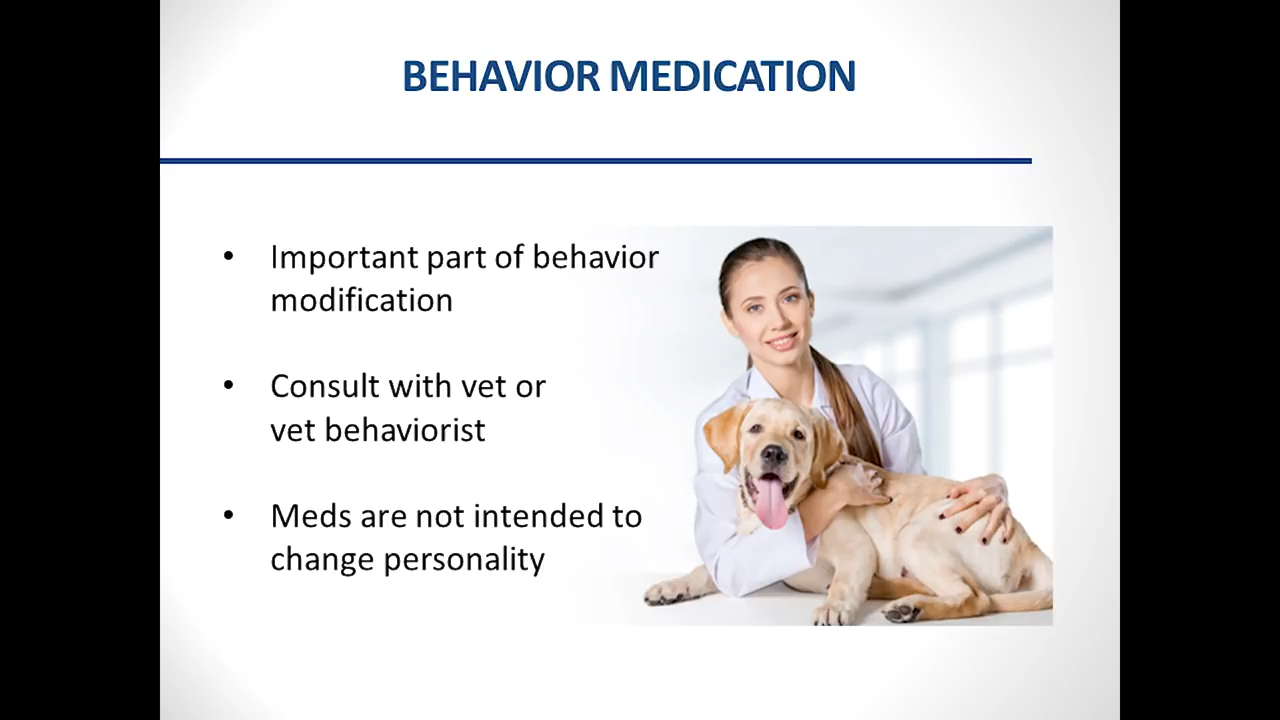 BEHAVIOR MEDICATION
• Important part of behavior
modification
• Consult with vet or
vet behaviorist
• Meds are not intended to
change personality